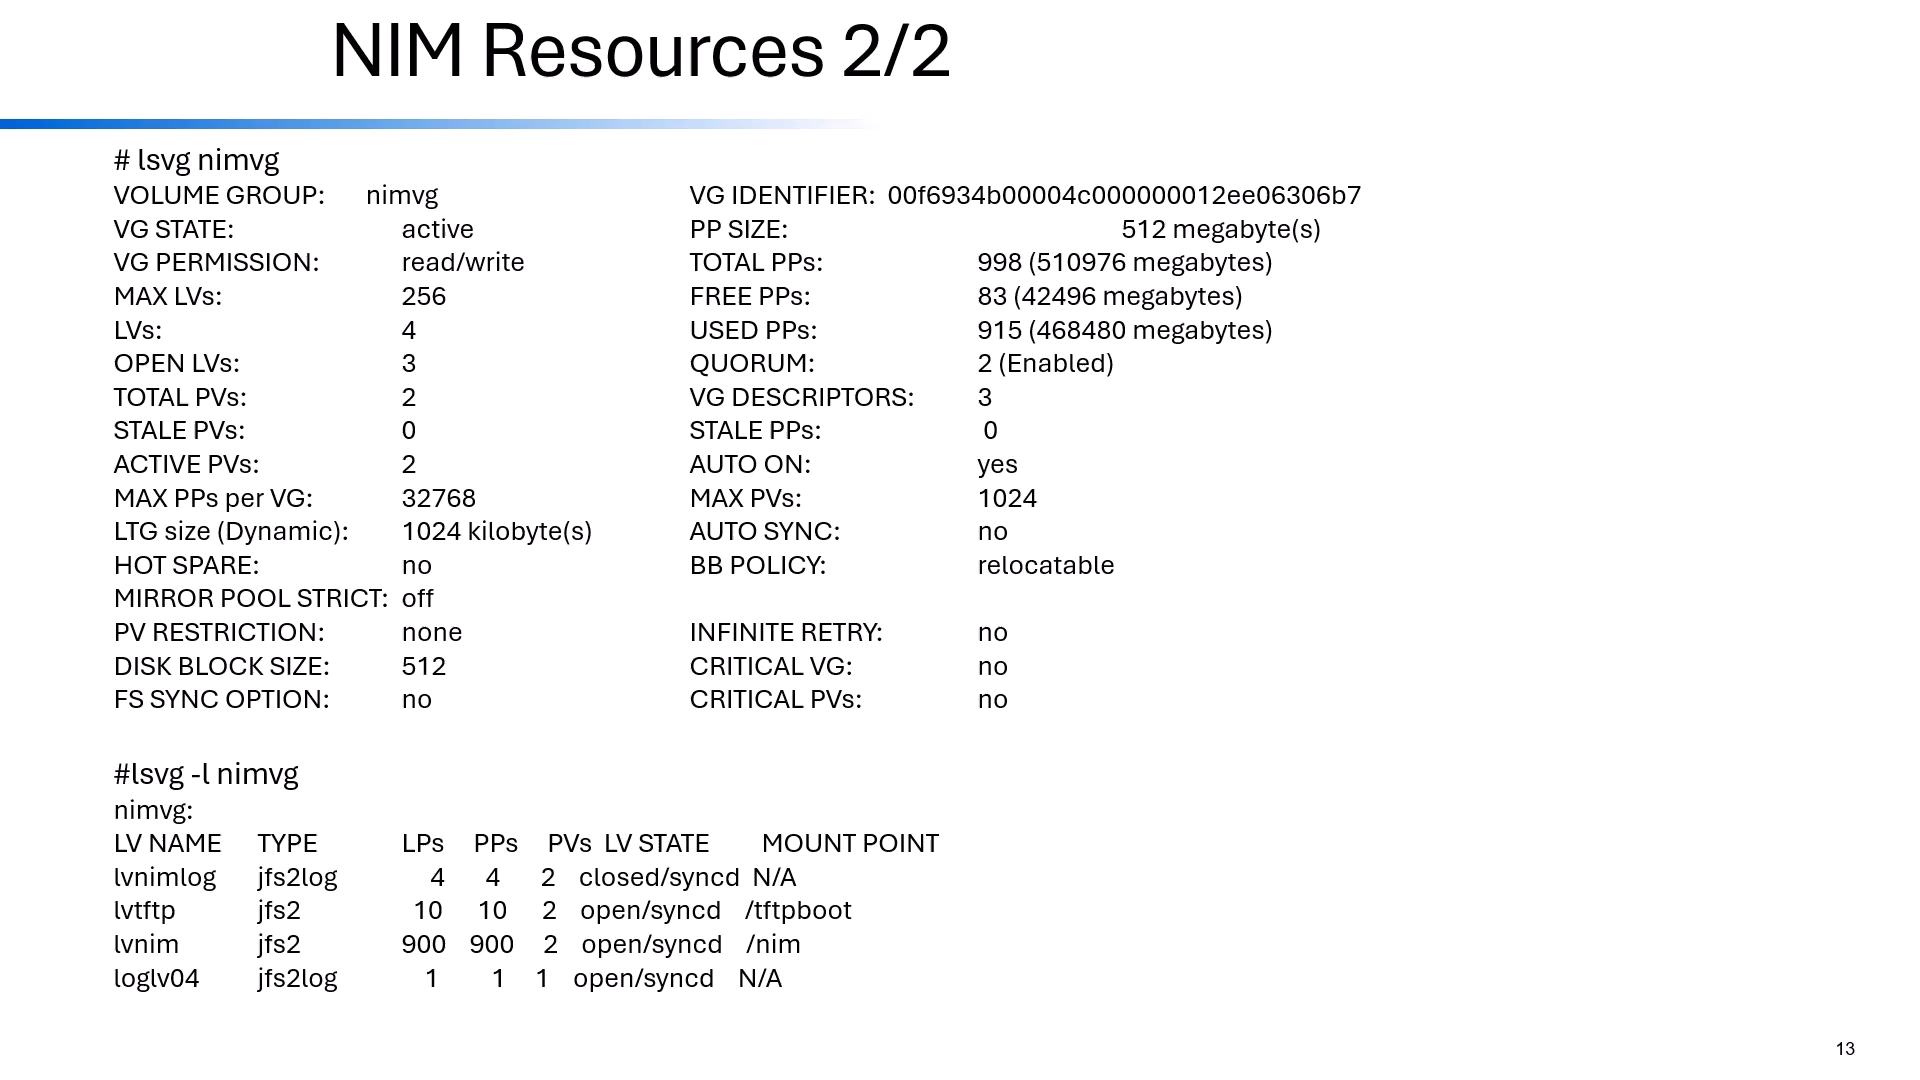 NIM Resources 2/2
# lsvg nimvg
VOLUME GROUP: nimvg VG IDENTIFIER: 00f6934b00004c000000012ee06306b7
VG STATE: active PP SIZE: 512 megabyte(s)
VG PERMISSION: read/write TOTAL PPs: 998 (510976 megabytes)
MAX LVs: 256 FREE PPs: 83 (42496 megabytes)
LVs: 4 USED PPs: 915 (468480 megabytes)
OPEN LVs: 3 QUORUM: 2 (Enabled)
TOTAL PVs: 2 VG DESCRIPTORS: 3
STALE PVs: 0 STALE PPs: 0
ACTIVE PVs: 2 AUTO ON: yes
MAX PPs per VG: 32768 MAX PVs: 1024
LTG size (Dynamic): 1024 kilobyte(s) AUTO SYNC: no
HOT SPARE: no BB POLICY: relocatable
MIRROR POOL STRICT: off
PV RESTRICTION: none INFINITE RETRY: no
DISK BLOCK SIZE: 512 CRITICAL VG: no
FS SYNC OPTION: no CRITICAL PVs: no
#lsvg -l nimvg
nimvg:
LV NAME TYPE LPs PPs PVs LV STATE MOUNT POINT
lvnimlog jfs2log 4 4 2 closed/syncd N/A
lvtftp jfs2 10 10 2 open/syncd /tftpboot
lvnim jfs2 900 900 2 open/syncd /nim
loglv04 jfs2log 1 1 1 open/syncd N/A
13